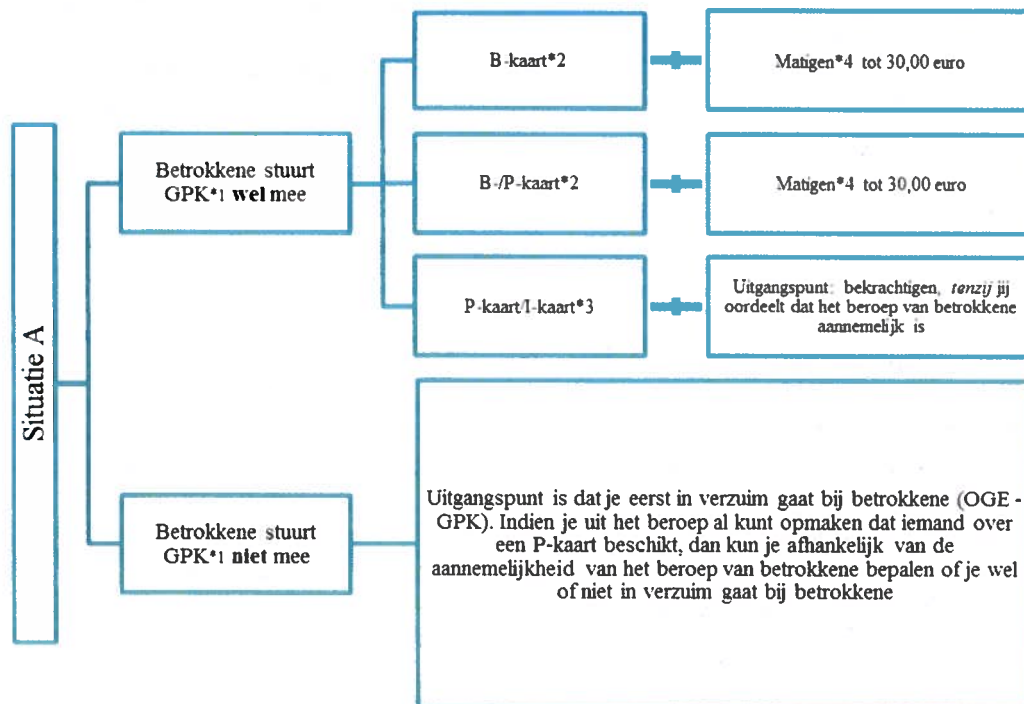 Situatie A
Betrokkene stuurt
GPK*1 wel mee
B-kaart*2
Matigen*4 tot 30,00 euro
B-/P-kaart*2
Matigen*4 tot 30,00 euro
P-kaart/I-kaart*3
Uitgangspunt: bekrachtigen, tenzij jij
oordeelt dat het beroep van betrokkene
aannemelijk is
Betrokkene stuurt
GPK*1 niet mee
Uitgangspunt is dat je eerst in verzuim gaat bij betrokkene (OGE -
GPK). Indien je uit het beroep al kunt opmaken dat iemand over
een P-kaart beschikt, dan kun je afhankelijk van de
aannemelijkheid van het beroep van betrokkene bepalen of je wel
of niet in verzuim gaat bij betrokkene